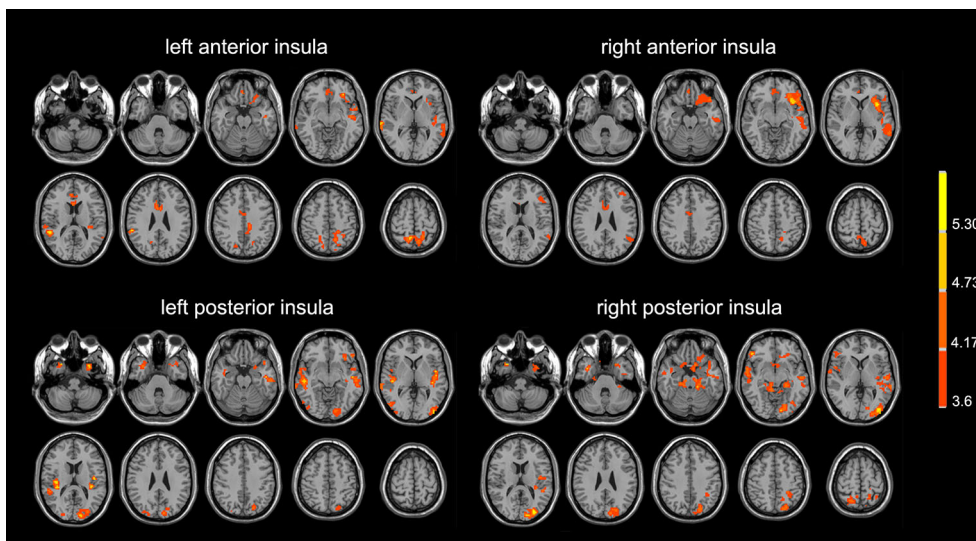 left anterior insula
right anterior insula
5.30
4.73
4.17
3.6
left posterior insula
right posterior insula